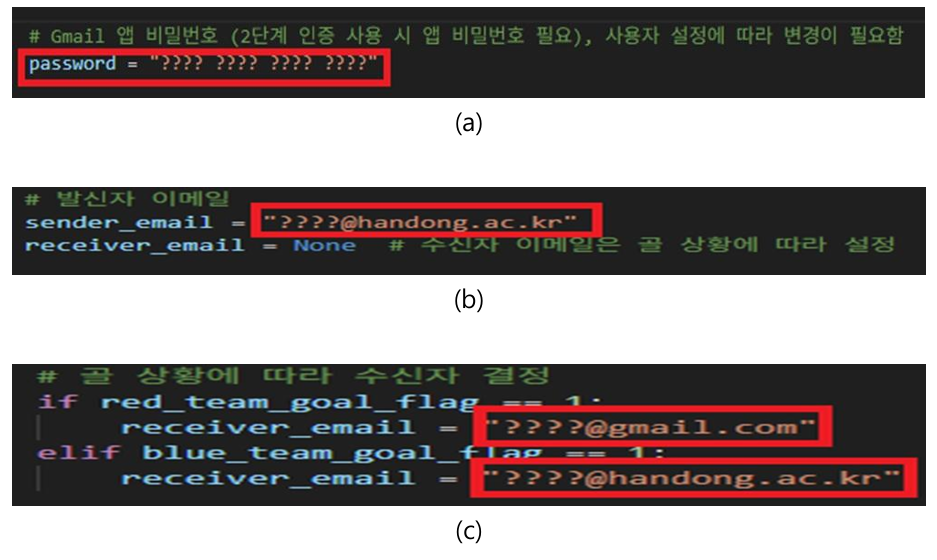 # Gmail 앱 비밀번호 (2단계 인증 사용 시 앱 비밀번호 필요), 사용자 설정에 따라 변경이 필요함
password = "???? ???? ???? ????"
(a)
# 발신자 이메일
sender_email = "????@handong.ac.kr"
receiver_email = None  # 수신자 이메일은 골 상황에 따라 설정
(b)
# 골 상황에 따라 수신자 결정
if red_team_goal_flag == 1:
receiver_email = "????@gmail.com"
elif blue_team_goal_flag == 1:
receiver_email = "????@handong.ac.kr"
(c)